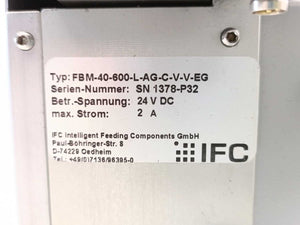 Typ: FBM-40-600-L-AG-C-V-V-EG
Serien-Nummer: SN 1378-P32
Betr.-Spannung: 24 V DC
max. Strom: 2 A
IFC Intelligent Feeding Components GmbH
Paul-Böhringer-Str. 8
D-74229 Oedheim
Tel.: +49(0)7136/96395-0
IFC